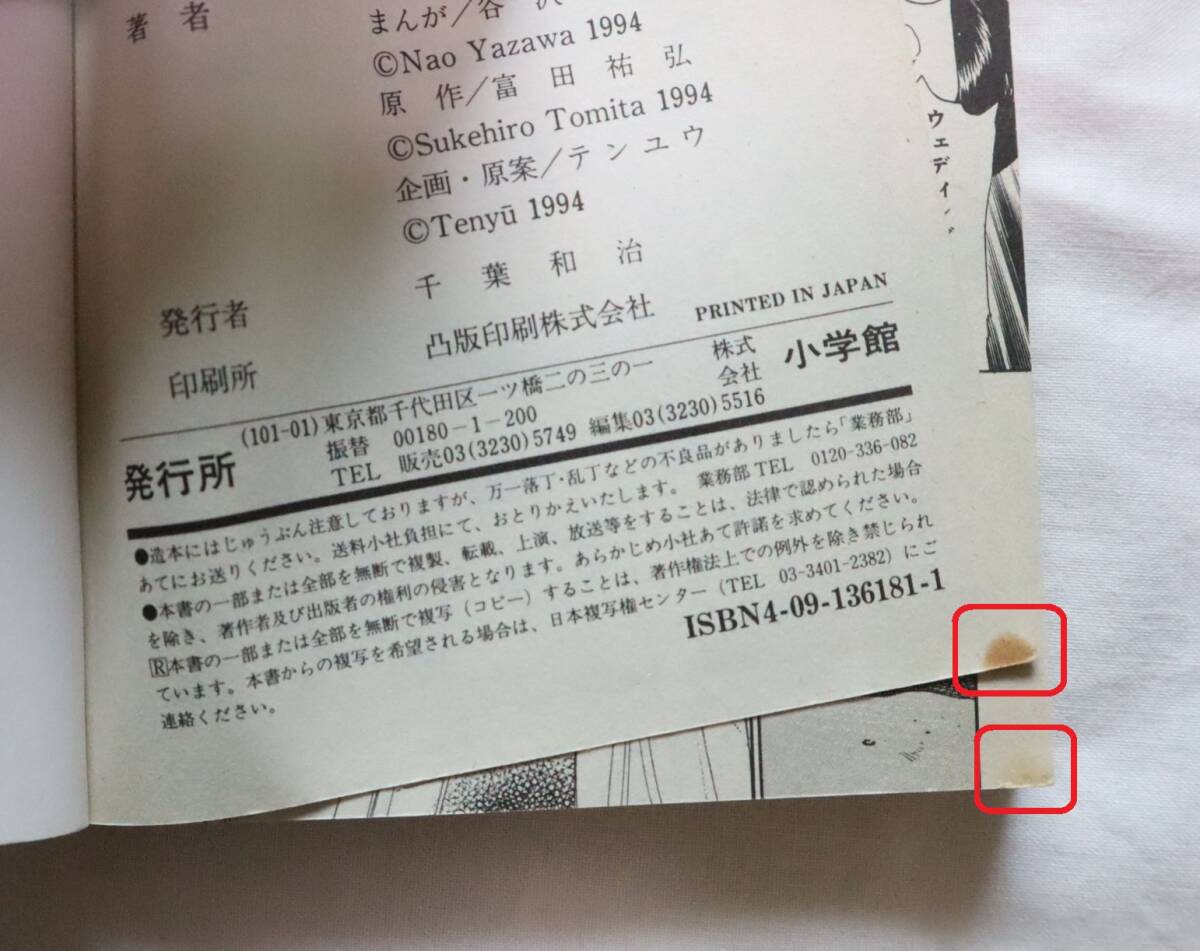 著者
まんが/谷沢
©Nao Yazawa 1994
原作/富田祐弘
©Sukehiro Tomita 1994
企画・原案/テンユウ
©Tenyū 1994
発行者 千葉和治
印刷所 凸版印刷株式会社
PRINTED IN JAPAN
(101-01)東京都千代田区一ツ橋二の三の一
発行所
振替 00180-1-200
株式会社 小学館
TEL 販売03(3230)5749 編集03(3230)5516
●造本にはじゅうぶん注意しておりますが、万一落丁・乱丁などの不良品がありましたら「業務部」
あてにお送りください。送料小社負担にて、おとりかえいたします。 業務部TEL 0120-336-082
●本書の一部または全部を無断で複製、転載、上演、放送等をすることは、法律で認められた場合
を除き、著作者及び出版者の権利の侵害となります。あらかじめ小社あて許諾を求めてください。
R本書の一部または全部を無断で複写(コピー)することは、著作権法上での例外を除き禁じられ
ています。本書からの複写を希望される場合は、日本複写権センター(TEL 03-3401-2382)にご
連絡ください。
ISBN4-09-136181-1
ウェディ